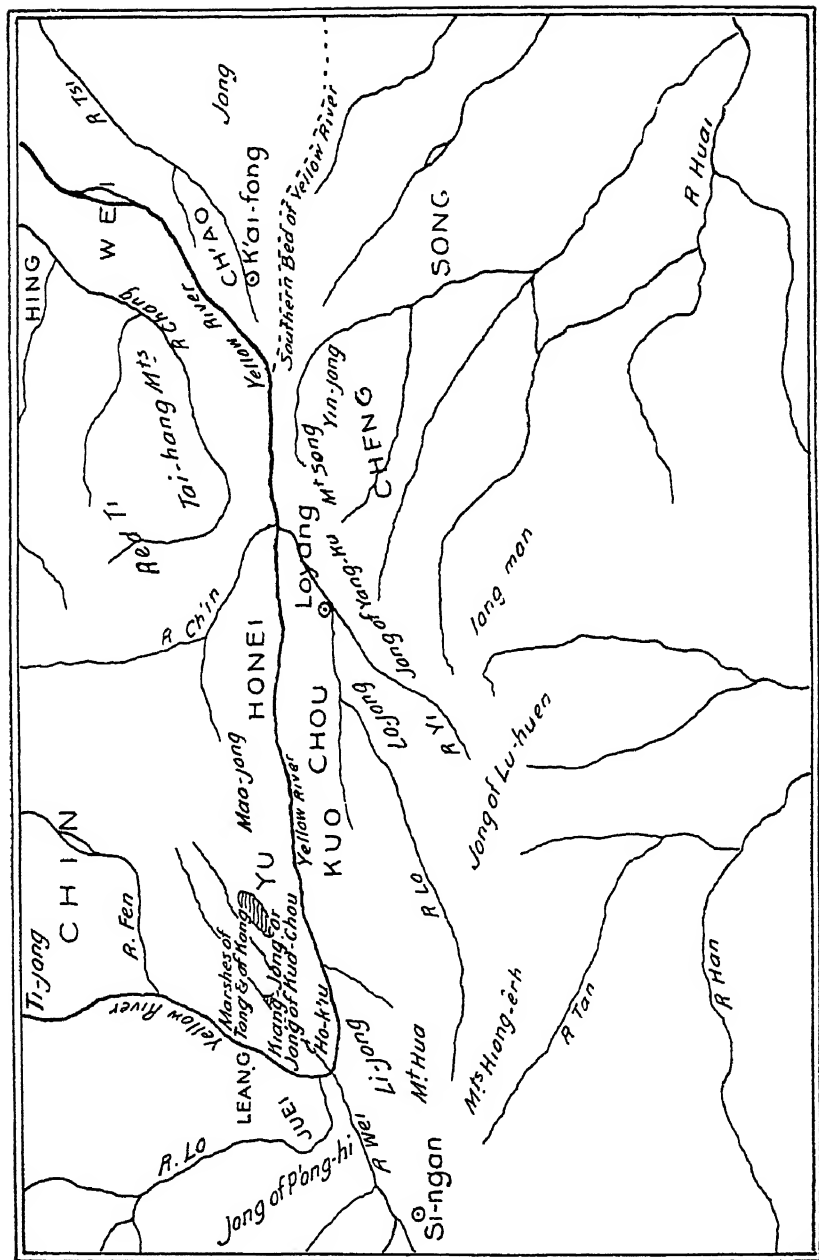 Ti-jong
CHIN
R. Fen
Yellow River
Marshes of
Tong & of Kong
YU
Kiang-Jong or
Jong of Kuo-Chou
Ho-k'iu
LEANG
JUEI
R. Lo
Jong of P'ong-hi
R Wei
Si-ngan
Li-Jong
Mt Hua
Mts Hiong-êrh
R Tan
R Han
R Lo
KUO
CHOU
Yellow River
Mao-jong
HONEI
R Ch'in
Loyang
Lo-Jong
R Yi
Jong of Yang-ku
Jong of Lu-huen
Mt Song
Yin-jong
CHENG
Red Ti
Tai-hang Mts
R Chang
HING
WEI
Yellow River
CH'AO
K'ai-fong
R Tsi
Jong
Southern Bed of Yellow River
SONG
R Huai